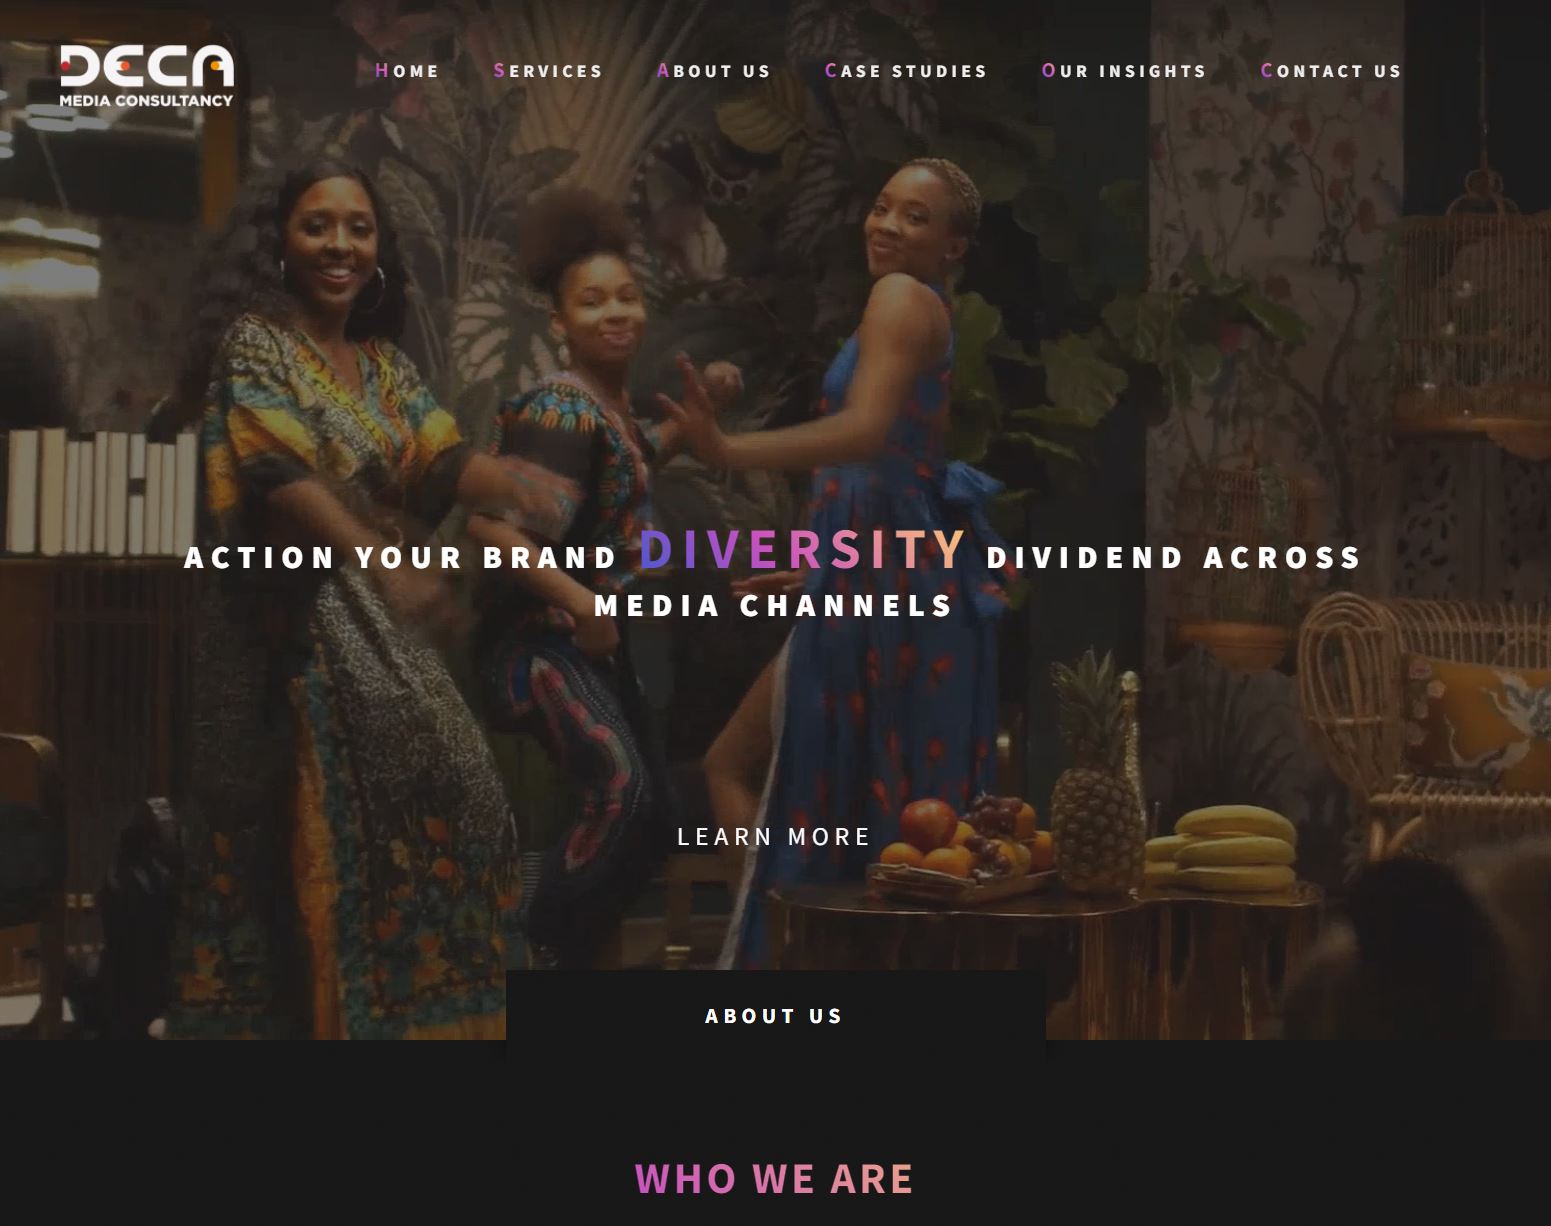 DECA
MEDIA CONSULTANCY
HOME SERVICES ABOUT US CASE STUDIES OUR INSIGHTS CONTACT US
ACTION YOUR BRAND DIVERSITY DIVIDEND ACROSS
MEDIA CHANNELS
LEARN MORE
ABOUT US
WHO WE ARE